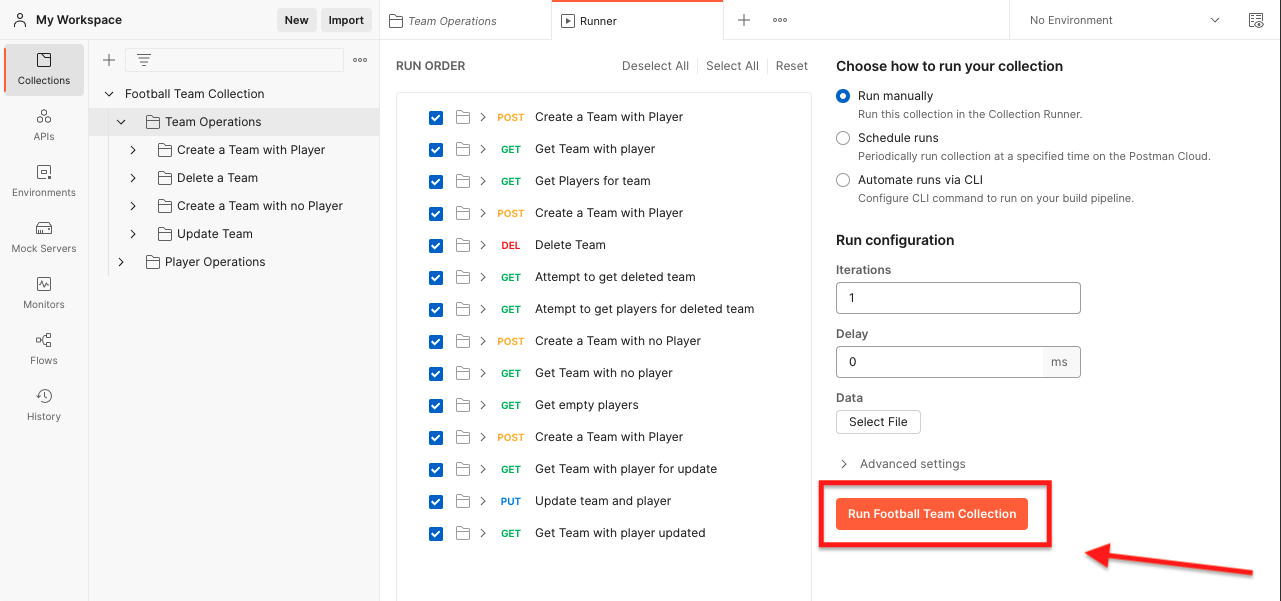 My Workspace
New
Import
Team Operations
Runner
No Environment
Collections
APIs
Environments
Mock Servers
Monitors
Flows
History
Football Team Collection
Team Operations
Create a Team with Player
Delete a Team
Create a Team with no Player
Update Team
Player Operations
RUN ORDER
Deselect All
Select All
Reset
POST Create a Team with Player
GET Get Team with player
GET Get Players for team
POST Create a Team with Player
DEL Delete Team
GET Attempt to get deleted team
GET Atempt to get players for deleted team
POST Create a Team with no Player
GET Get Team with no player
GET Get empty players
POST Create a Team with Player
GET Get Team with player for update
PUT Update team and player
GET Get Team with player updated
Choose how to run your collection
Run manually
Run this collection in the Collection Runner.
Schedule runs
Periodically run collection at a specified time on the Postman Cloud.
Automate runs via CLI
Configure CLI command to run on your build pipeline.
Run configuration
Iterations
1
Delay
0 ms
Data
Select File
Advanced settings
Run Football Team Collection